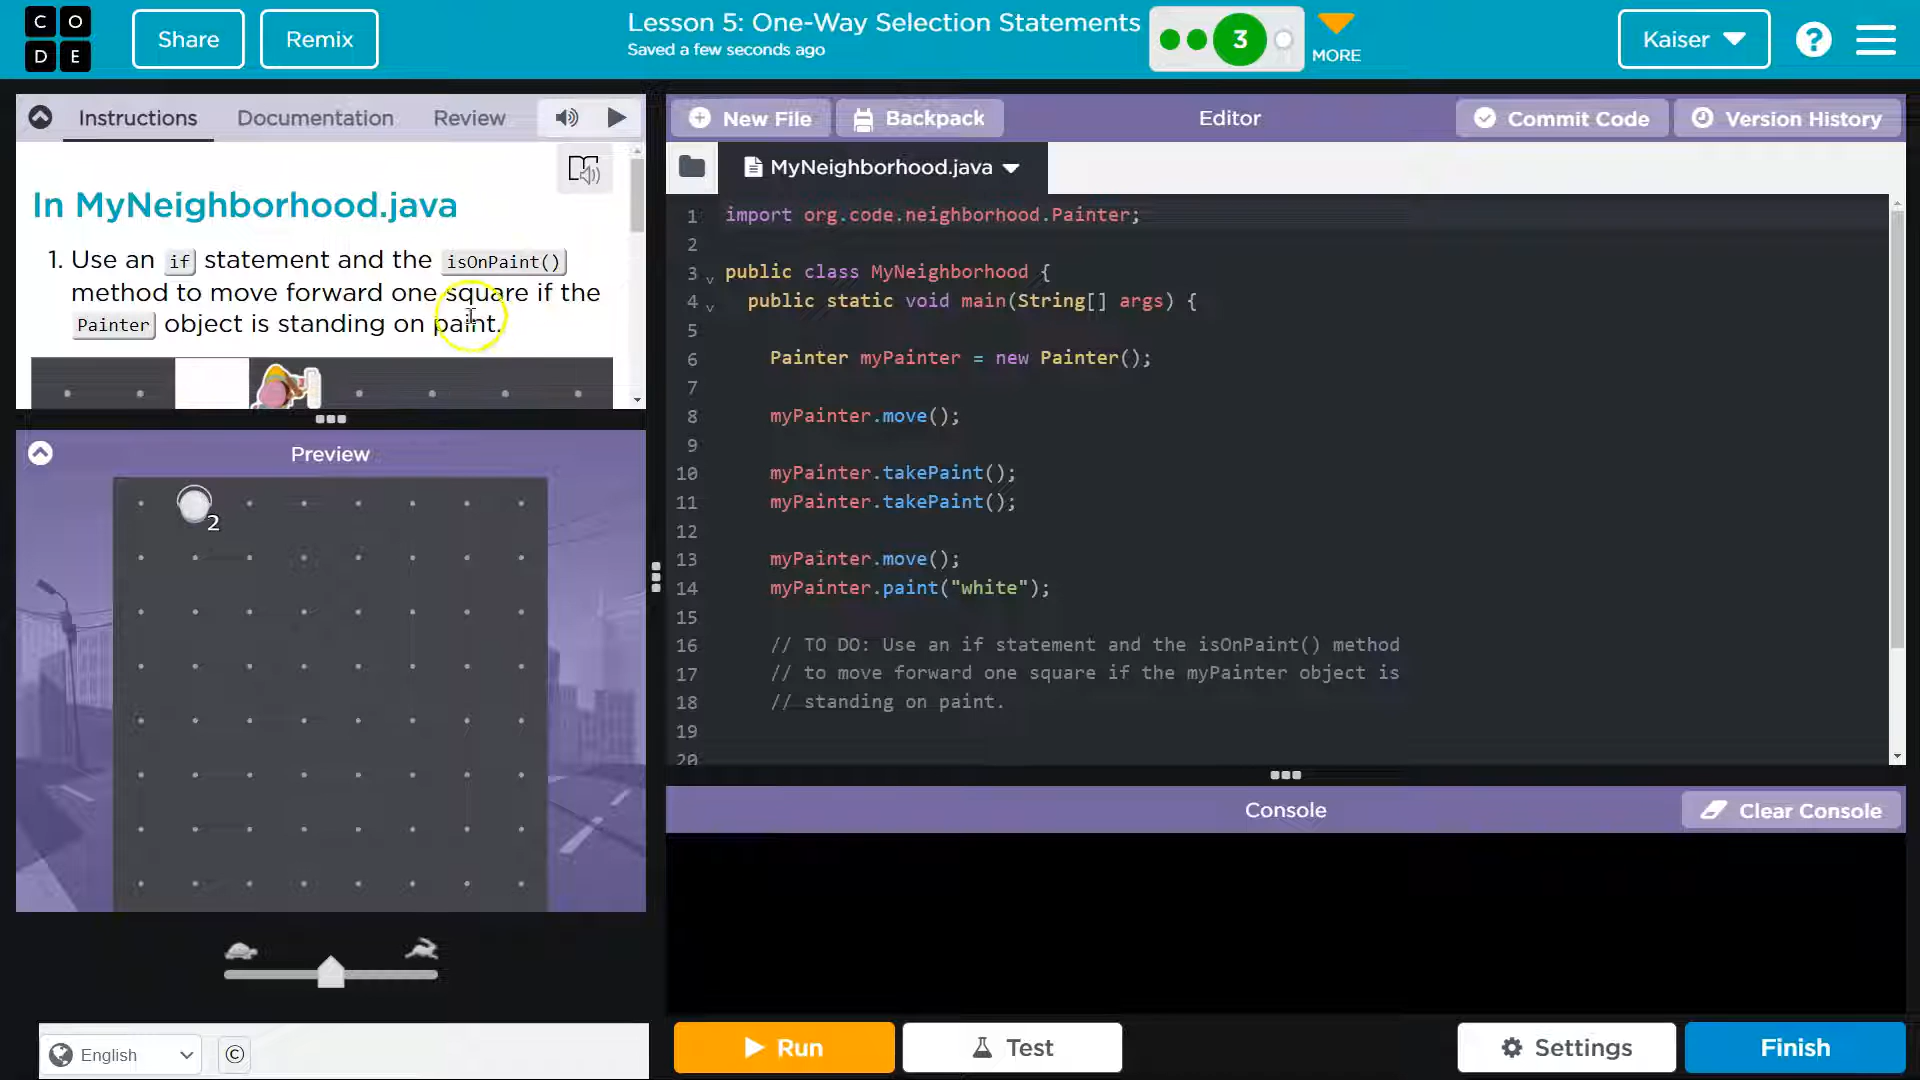 CO
DE
Share
Remix
Lesson 5: One-Way Selection Statements
Saved a few seconds ago
3
MORE
Kaiser
?
Instructions
Documentation
Review
In MyNeighborhood.java
1. Use an if statement and the isOnPaint()
method to move forward one square if the
Painter object is standing on paint.
Preview
2
English
©
New File
Backpack
Editor
Commit Code
Version History
MyNeighborhood.java
1 import org.code.neighborhood.Painter;
2
3 public class MyNeighborhood {
4 public static void main(String[] args) {
5
6 Painter myPainter = new Painter();
7
8 myPainter.move();
9
10 myPainter.takePaint();
11 myPainter.takePaint();
12
13 myPainter.move();
14 myPainter.paint("white");
15
16 // TO DO: Use an if statement and the isOnPaint() method
17 // to move forward one square if the myPainter object is
18 // standing on paint.
19
20
Console
Clear Console
Run
Test
Settings
Finish